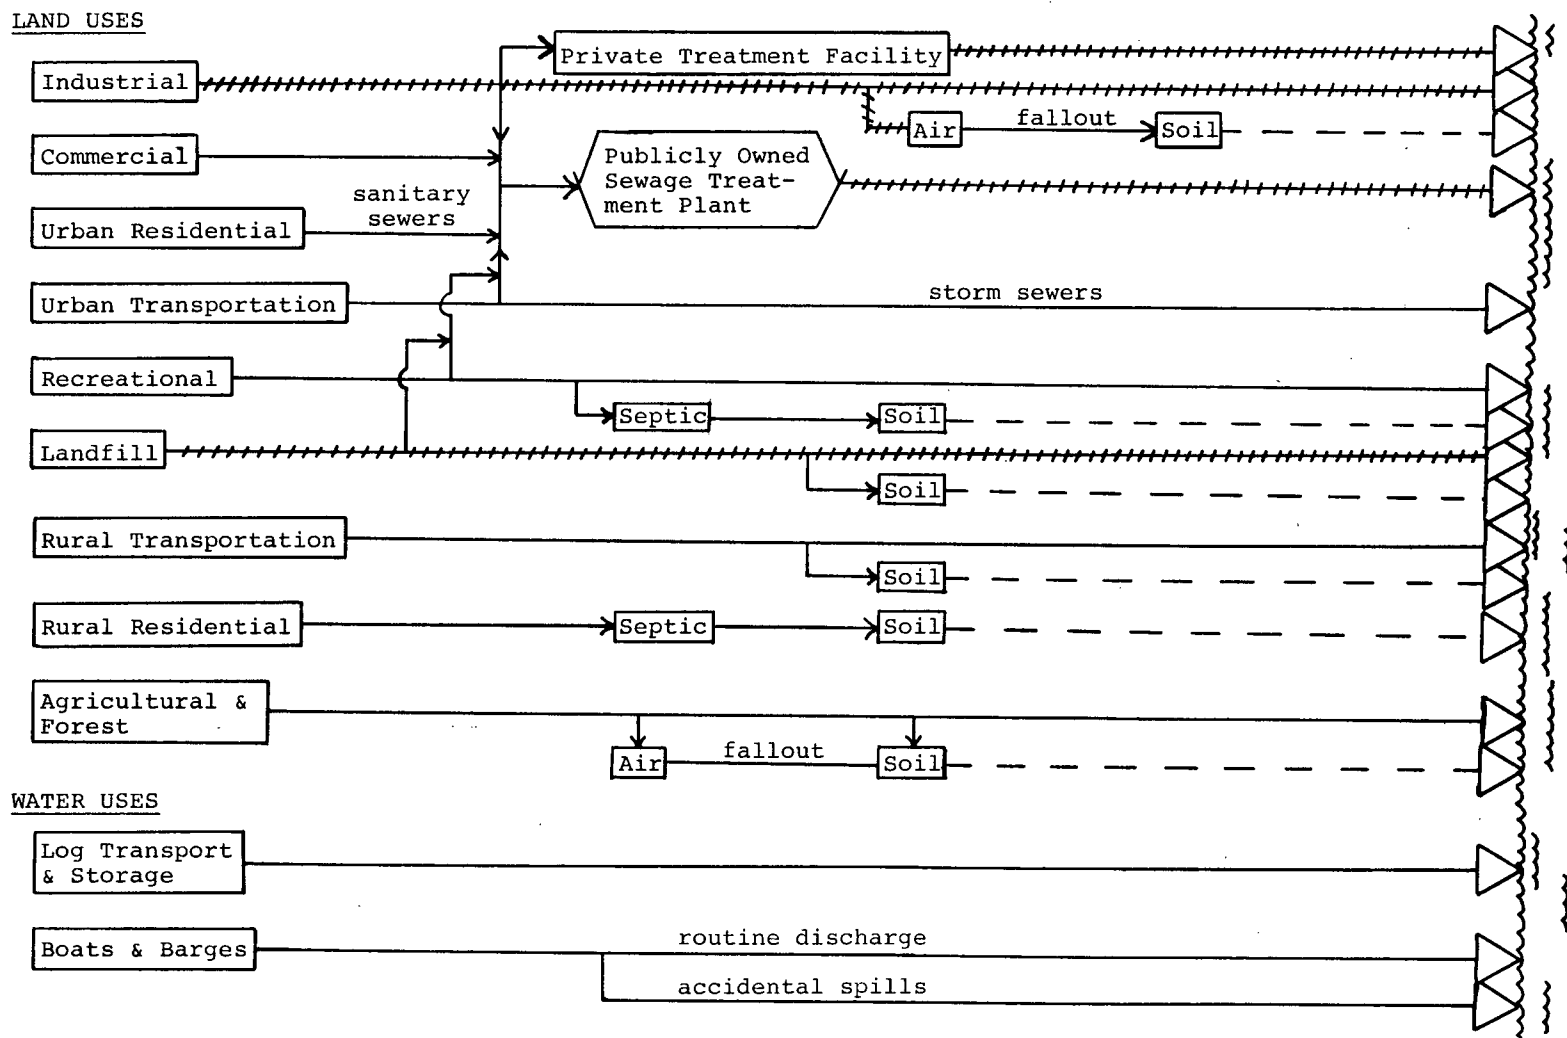 LAND USES
Private Treatment Facility
Industrial
Air
fallout
Soil
Commercial
Publicly Owned
Sewage Treat-
ment Plant
sanitary
sewers
Urban Residential
Urban Transportation
storm sewers
Recreational
Septic
Soil
Landfill
Soil
Rural Transportation
Soil
Rural Residential
Septic
Soil
Agricultural &
Forest
Air
fallout
Soil
WATER USES
Log Transport
& Storage
Boats & Barges
routine discharge
accidental spills